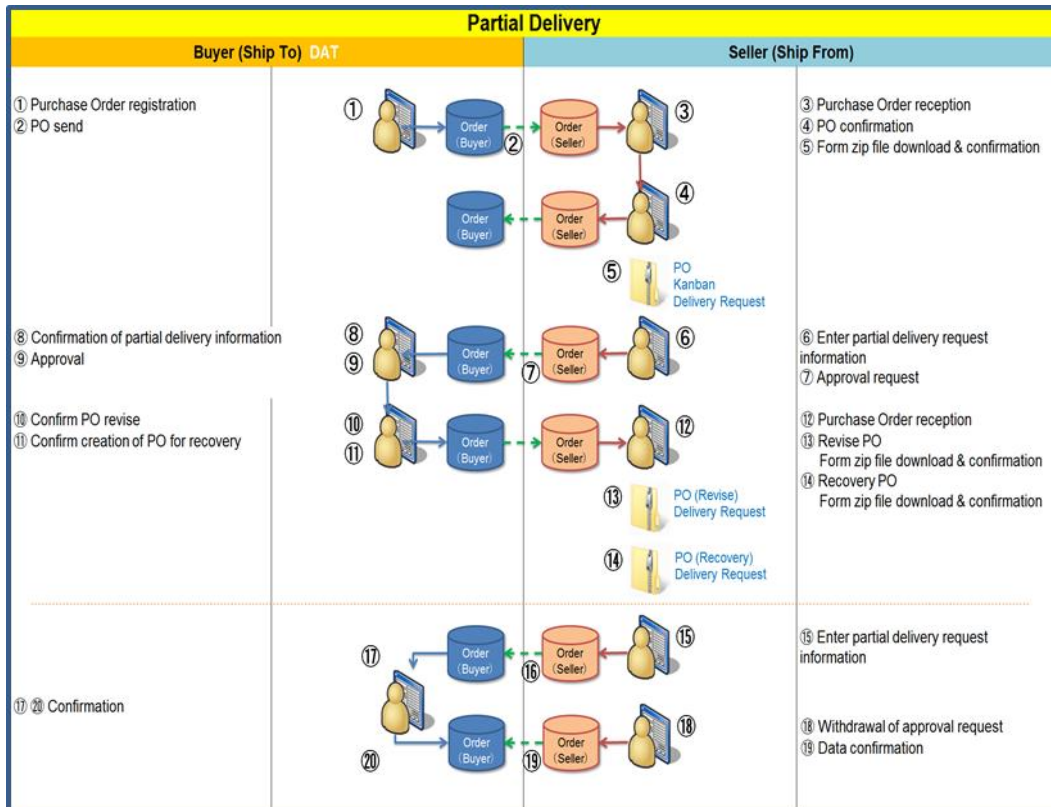 Partial Delivery
Buyer (Ship To) DAT
Seller (Ship From)
① Purchase Order registration
② PO send
①
Order
(Buyer)
②
Order
(Seller)
③
③ Purchase Order reception
④ PO confirmation
⑤ Form zip file download & confirmation
Order
(Buyer)
Order
(Seller)
④
⑤
PO
Kanban
Delivery Request
⑧ Confirmation of partial delivery information
⑨ Approval
⑧
⑨
Order
(Buyer)
⑦
Order
(Seller)
⑥
⑥ Enter partial delivery request
information
⑦ Approval request
⑩ Confirm PO revise
⑪ Confirm creation of PO for recovery
⑩
⑪
Order
(Buyer)
Order
(Seller)
⑫
⑫ Purchase Order reception
⑬ Revise PO
Form zip file download & confirmation
⑭ Recovery PO
Form zip file download & confirmation
⑬
PO (Revise)
Delivery Request
⑭
PO (Recovery)
Delivery Request
⑰
Order
(Buyer)
⑯
Order
(Seller)
⑮
⑮ Enter partial delivery request
information
⑰ ⑳ Confirmation
⑳
Order
(Buyer)
⑲
Order
(Seller)
⑱
⑱ Withdrawal of approval request
⑲ Data confirmation